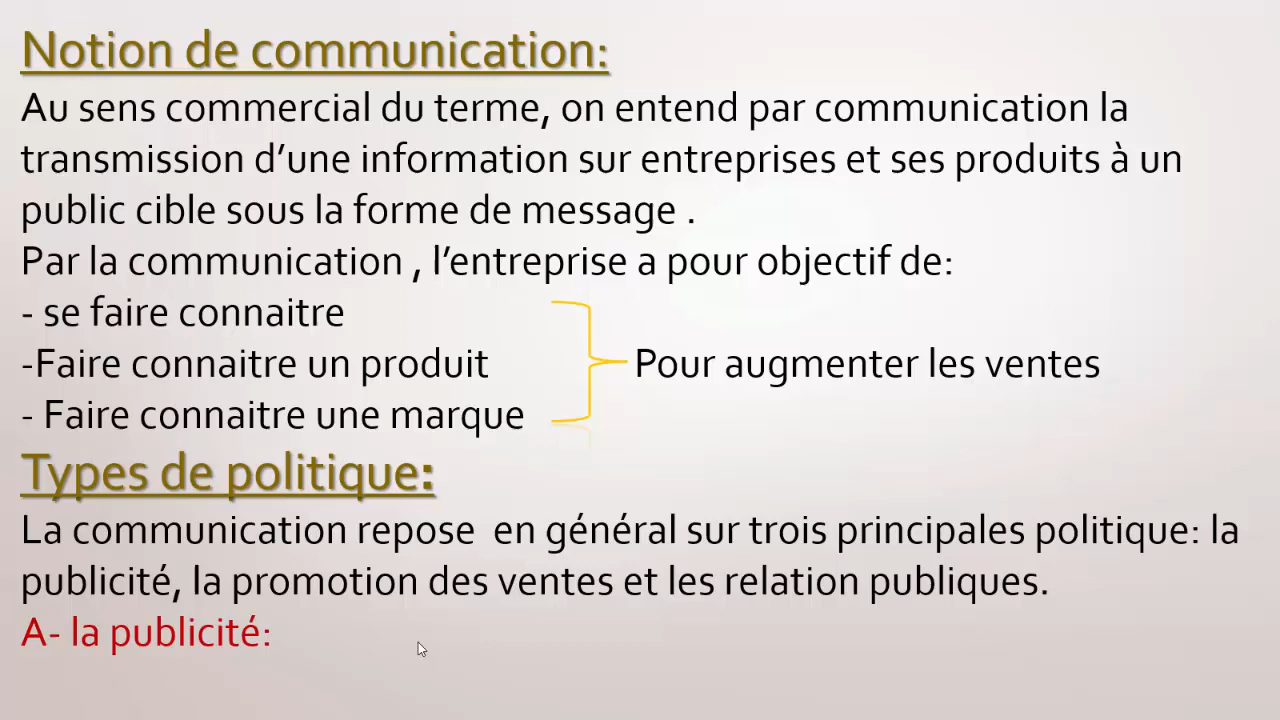 Notion de communication:
Au sens commercial du terme, on entend par communication la
transmission d’une information sur entreprises et ses produits à un
public cible sous la forme de message .
Par la communication , l’entreprise a pour objectif de:
- se faire connaitre
-Faire connaitre un produit
Pour augmenter les ventes
- Faire connaitre une marque
Types de politique:
La communication repose  en général sur trois principales politique: la
publicité, la promotion des ventes et les relation publiques.
A- la publicité: